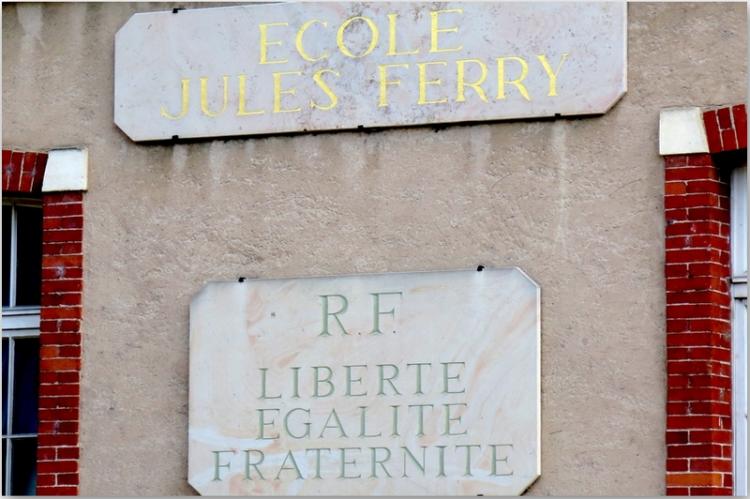 ECOLE
JULES FERRY
R.F.
LIBERTE
EGALITE
FRATERNITE